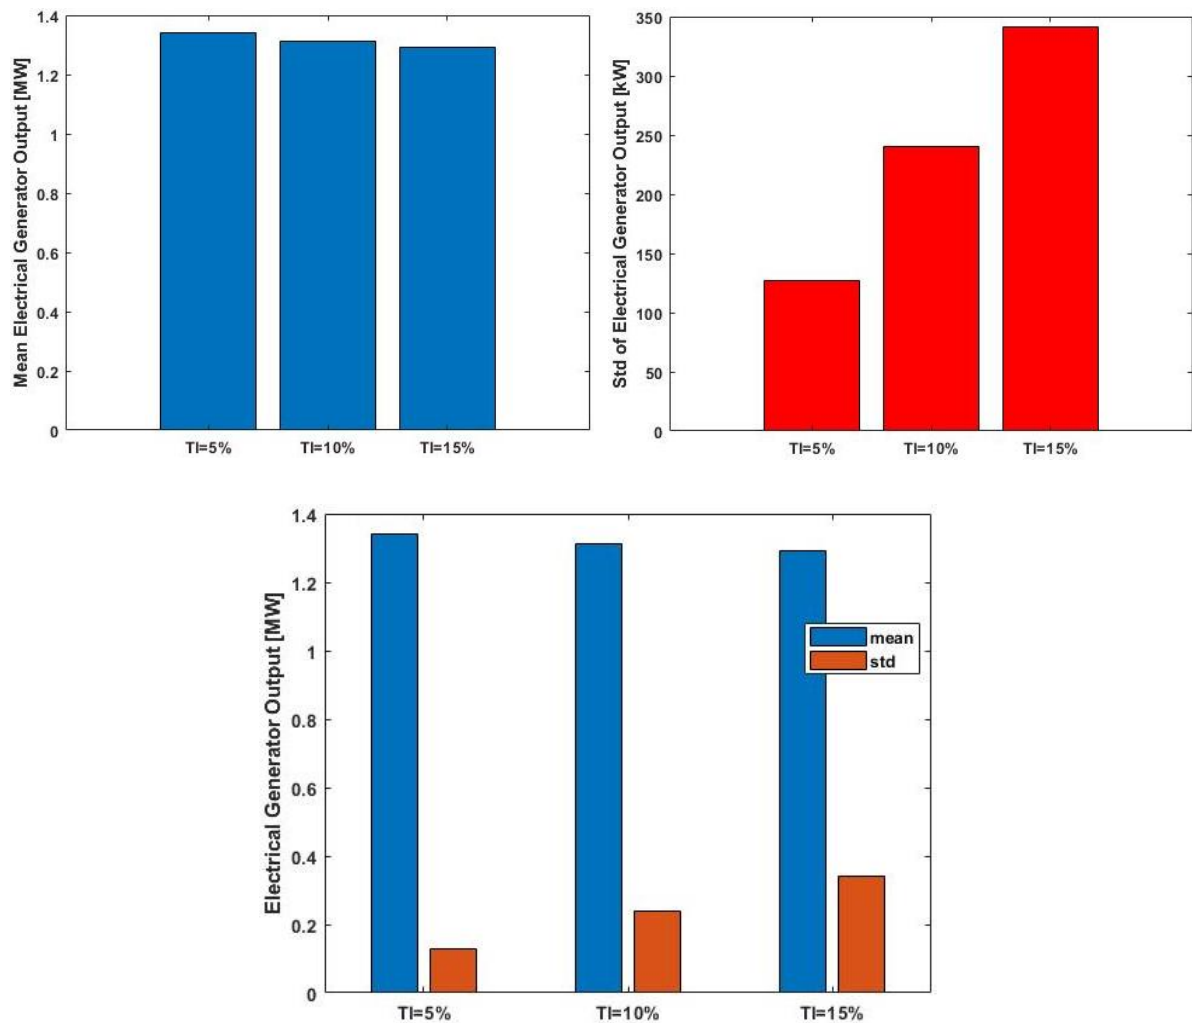 Mean Electrical Generator Output [MW]
1.4
1.2
1
0.8
0.6
0.4
0.2
0
TI=5%
TI=10%
TI=15%
Std of Electrical Generator Output [kW]
350
300
250
200
150
100
50
0
TI=5%
TI=10%
TI=15%
Electrical Generator Output [MW]
1.4
1.2
1
0.8
0.6
0.4
0.2
0
mean
std
TI=5%
TI=10%
TI=15%